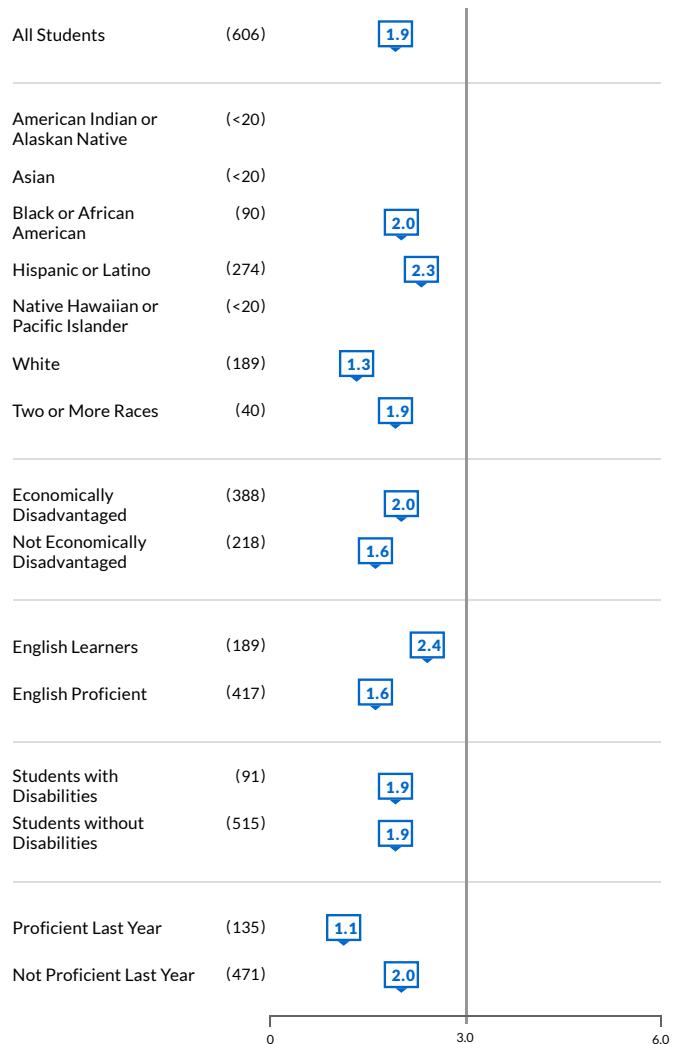 All Students (606) 1.9
American Indian or (<20)
Alaskan Native
Asian (<20)
Black or African (90) 2.0
American
Hispanic or Latino (274) 2.3
Native Hawaiian or (<20)
Pacific Islander
White (189) 1.3
Two or More Races (40) 1.9
Economically (388) 2.0
Disadvantaged
Not Economically (218) 1.6
Disadvantaged
English Learners (189) 2.4
English Proficient (417) 1.6
Students with (91) 1.9
Disabilities
Students without (515) 1.9
Disabilities
Proficient Last Year (135) 1.1
Not Proficient Last Year (471) 2.0
0 3.0 6.0